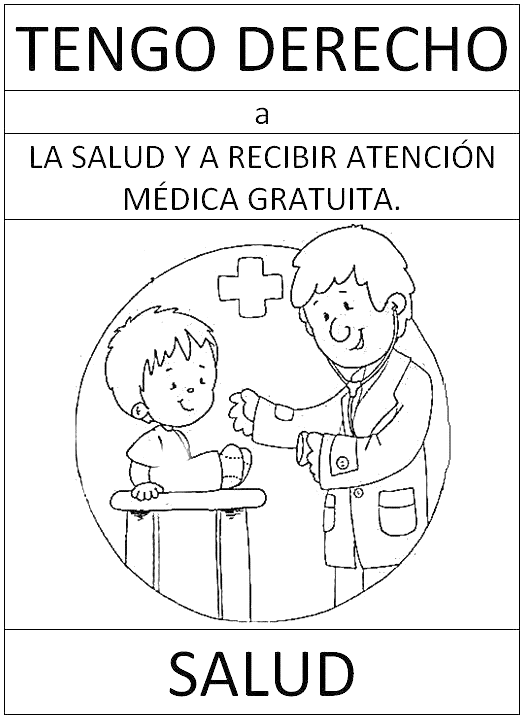 TENGO DERECHO
a
LA SALUD Y A RECIBIR ATENCIÓN
MÉDICA GRATUITA.
SALUD